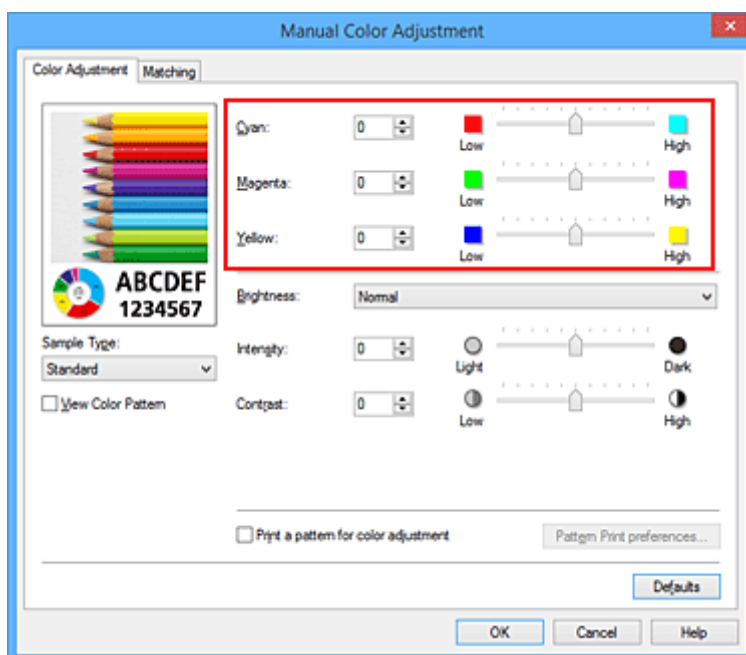 Manual Color Adjustment
Color Adjustment Matching
Cyan: 0 Low High
Magenta: 0 Low High
Yellow: 0 Low High
ABCDEF
1234567
Brightness: Normal
Sample Type:
Standard
Intensity: 0 Light Dark
View Color Pattern
Contrast: 0 Low High
Print a pattern for color adjustment Pattern Print preferences...
Defaults
OK Cancel Help